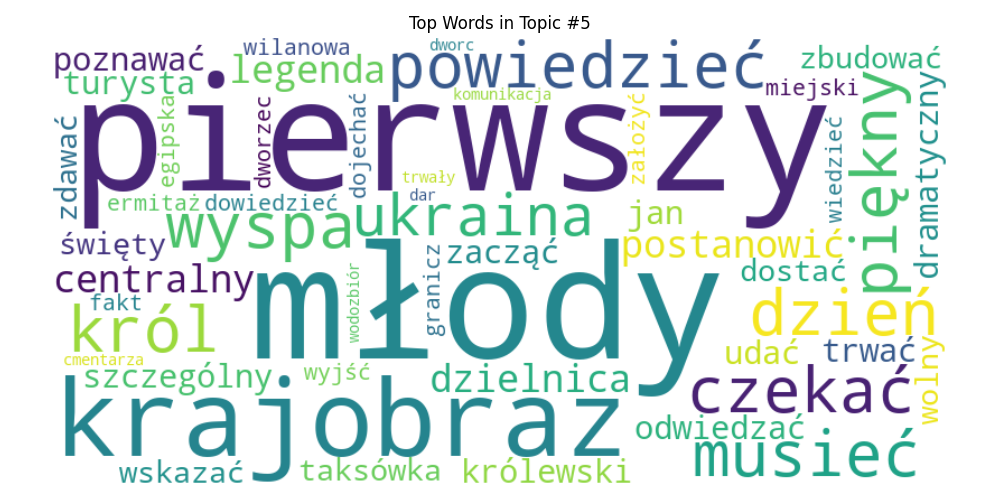 Top Words in Topic #5
poznawać
wilanowa
dworc
powiedzieć
zbudować
turysta
legenda
komunikacja
miejski
pierwszy
zdawać
egipska
dworzec
dojechać
założyć
wiedzieć
piękny
dramatyczny
trwały
dar
ermitaż
dowiedzieć
wyspa
ukraina
jan
święty
zacząć
postanowić
centralny
młody
granicz
wodozbiór
dostać
fakt
król
dzień
cmentarza
szczególny
wyjść
dzielnica
udać
trwać
wolny
krajobraz
czekać
odwiedzać
musieć
wskazać
taksówka
królewski